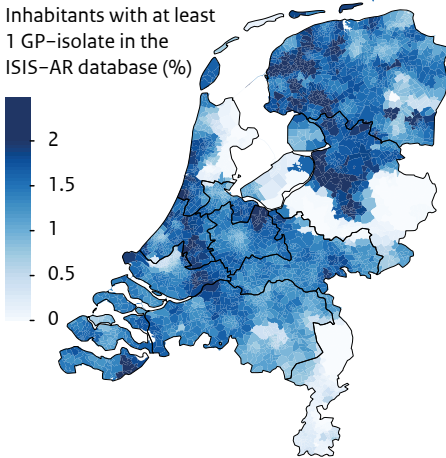 Inhabitants with at least
1 GP–isolate in the
ISIS–AR database (%)
2
1.5
1
0.5
0